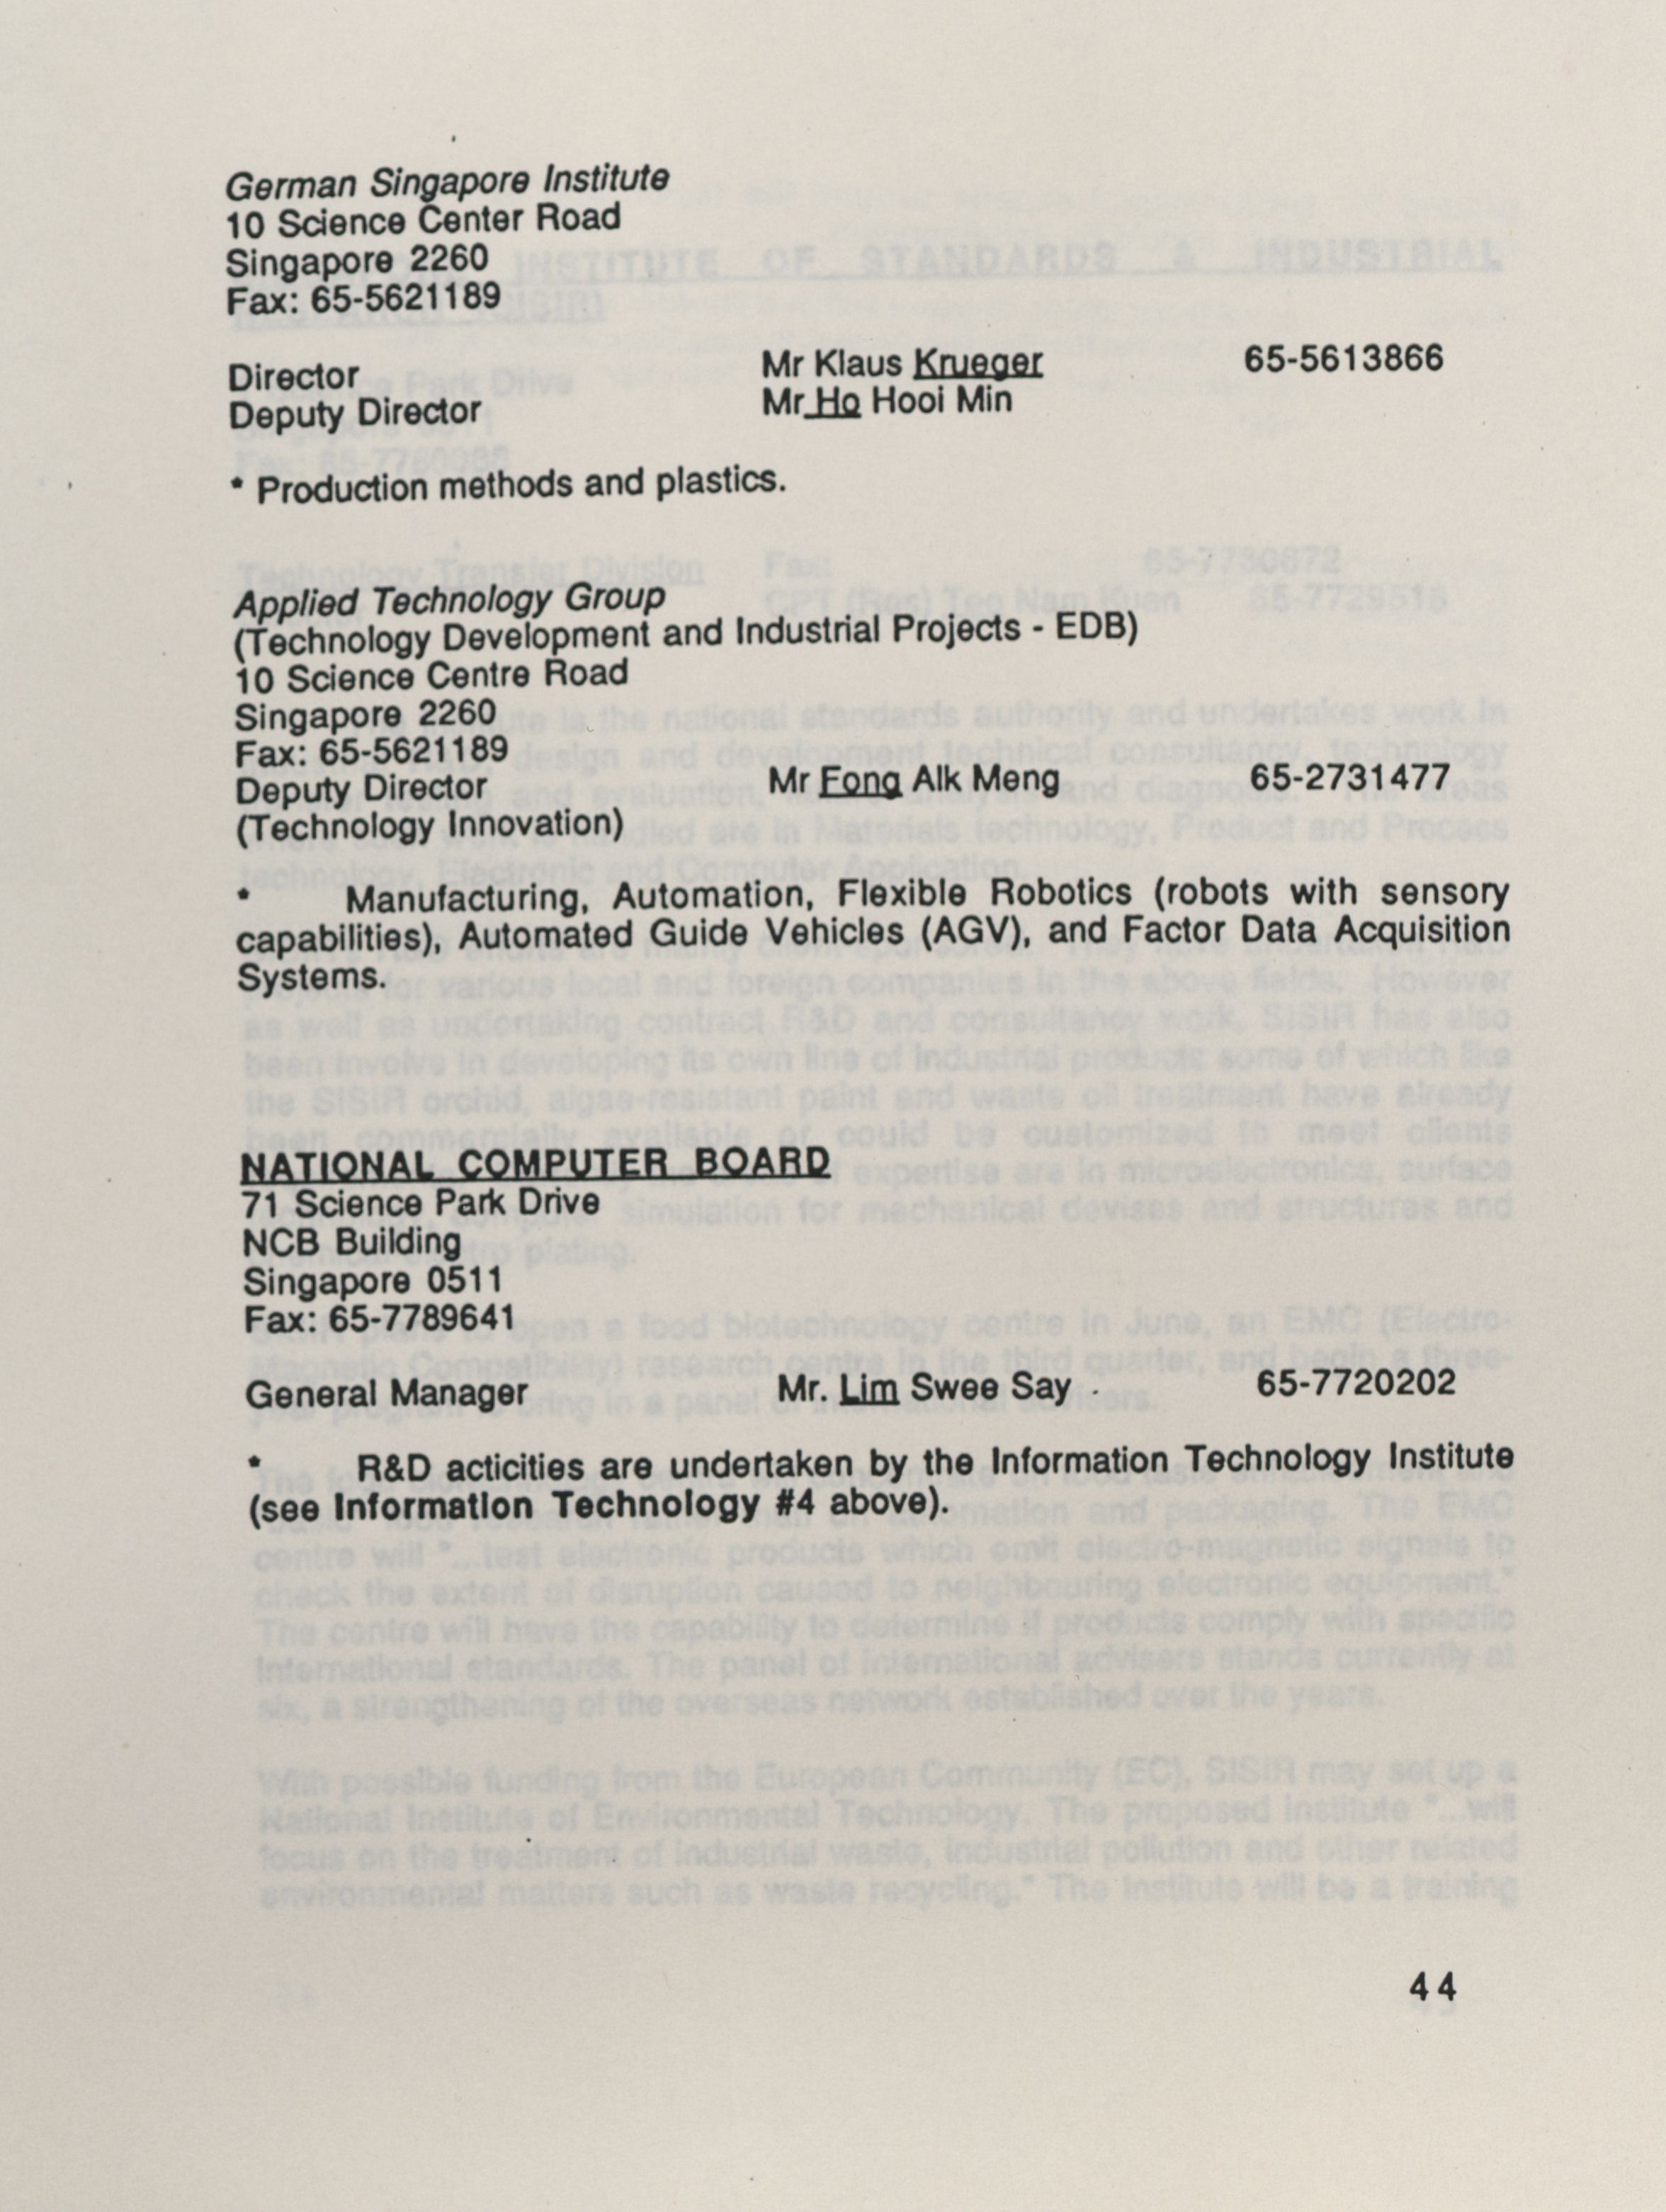 German Singapore Institute
10 Science Center Road
Singapore 2260
Fax: 65-5621189
Director Mr Klaus Krueger 65-5613866
Deputy Director Mr Ho Hooi Min
* Production methods and plastics.
Applied Technology Group
(Technology Development and Industrial Projects - EDB)
10 Science Centre Road
Singapore 2260
Fax: 65-5621189
Deputy Director Mr Fong Alk Meng 65-2731477
(Technology Innovation)
* Manufacturing, Automation, Flexible Robotics (robots with sensory
capabilities), Automated Guide Vehicles (AGV), and Factor Data Acquisition
Systems.
NATIONAL COMPUTER BOARD
71 Science Park Drive
NCB Building
Singapore 0511
Fax: 65-7789641
General Manager Mr. Lim Swee Say 65-7720202
* R&D acticities are undertaken by the Information Technology Institute
(see Information Technology #4 above).
44